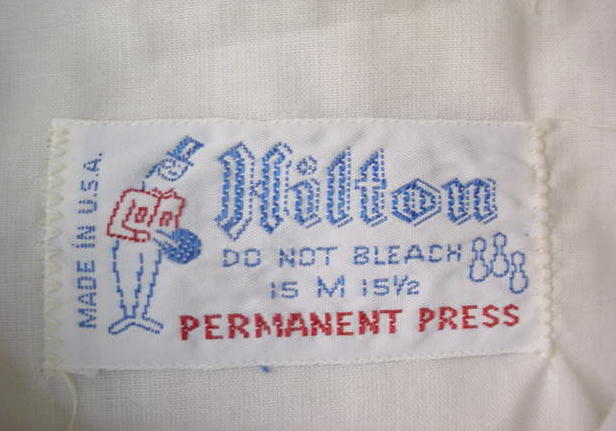 MADE IN U.S.A.
Hilton
DO NOT BLEACH
15 M 15½
PERMANENT PRESS